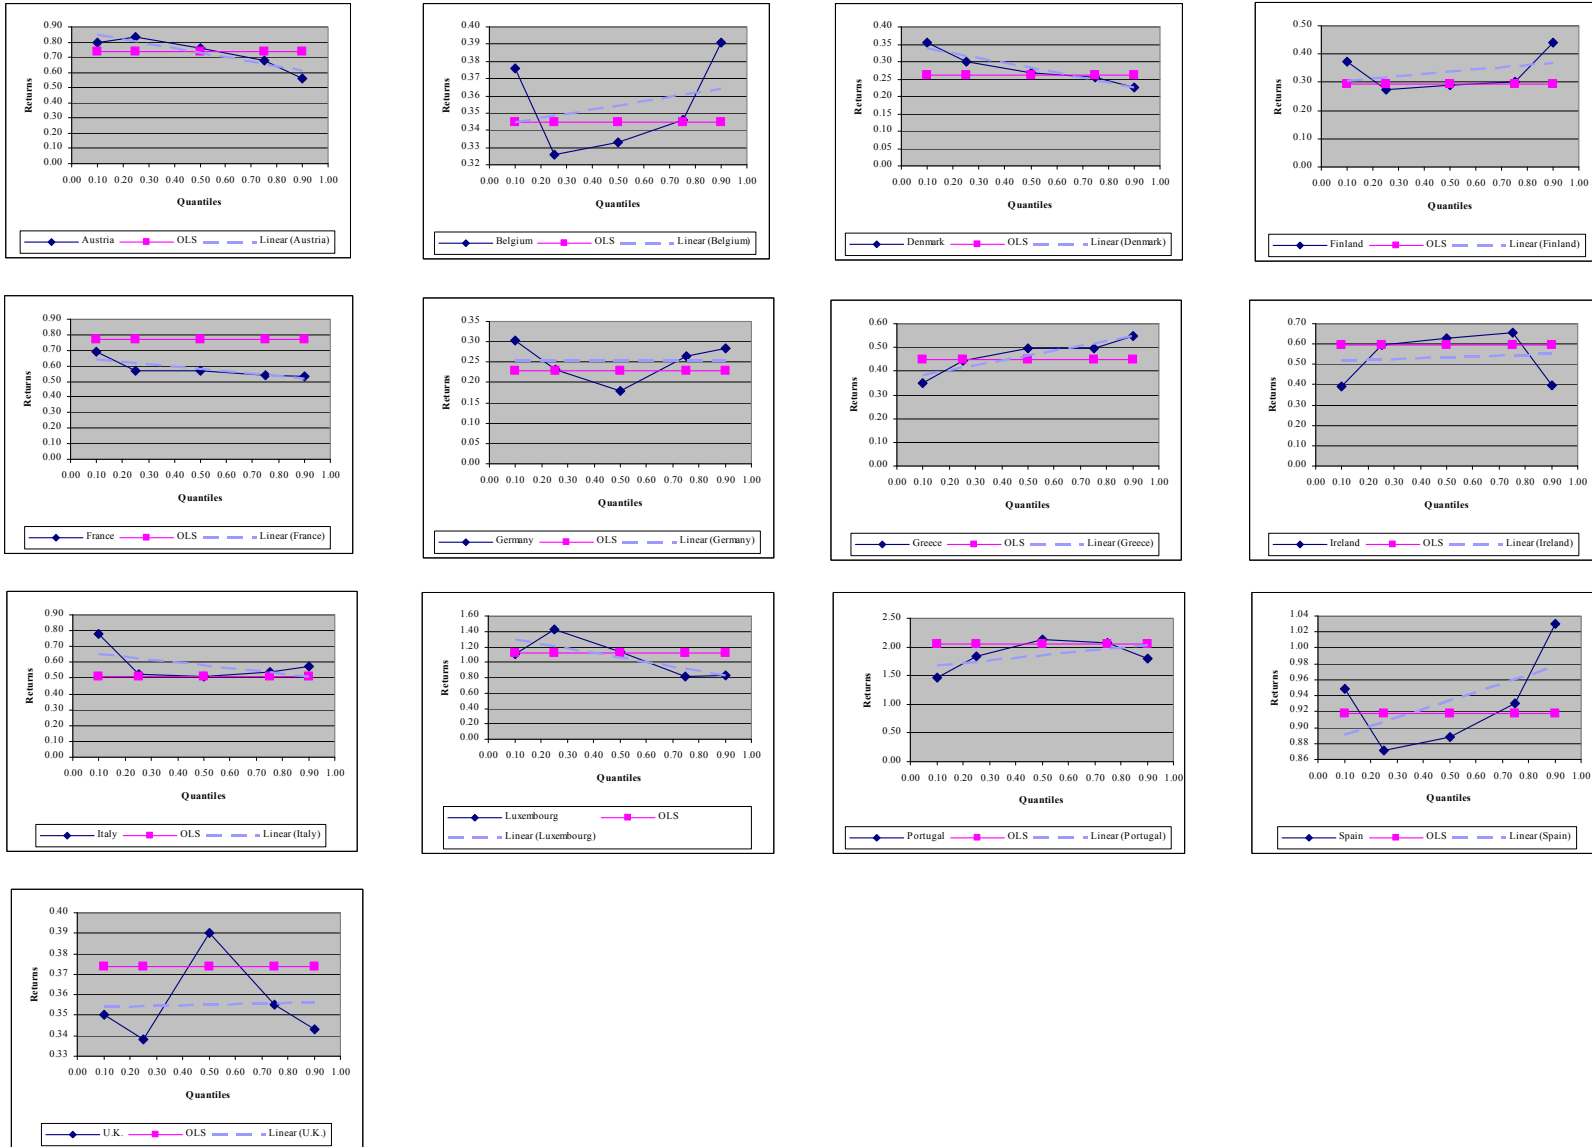 0.90
0.80
0.70
0.60
0.50
0.40
0.30
0.20
0.10
0.00
Returns
0.00 0.10 0.20 0.30 0.40 0.50 0.60 0.70 0.80 0.90 1.00
Quantiles
Austria OLS Linear (Austria)
0.40
0.38
0.36
0.34
0.32
Returns
0.00 0.10 0.20 0.30 0.40 0.50 0.60 0.70 0.80 0.90 1.00
Quantiles
Belgium OLS Linear (Belgium)
0.40
0.35
0.30
0.25
0.20
0.15
0.10
0.05
0.00
Returns
0.00 0.10 0.20 0.30 0.40 0.50 0.60 0.70 0.80 0.90 1.00
Quantiles
Denmark OLS Linear (Denmark)
0.50
0.40
0.30
0.20
0.10
0.00
Returns
0.00 0.10 0.20 0.30 0.40 0.50 0.60 0.70 0.80 0.90 1.00
Quantiles
Finland OLS Linear (Finland)
0.90
0.80
0.70
0.60
0.50
0.40
0.30
0.20
0.10
0.00
Returns
0.00 0.10 0.20 0.30 0.40 0.50 0.60 0.70 0.80 0.90 1.00
Quantiles
France OLS Linear (France)
0.35
0.30
0.25
0.20
0.15
0.10
0.05
0.00
Returns
0.00 0.10 0.20 0.30 0.40 0.50 0.60 0.70 0.80 0.90 1.00
Quantiles
Germany OLS Linear (Germany)
0.60
0.50
0.40
0.30
0.20
0.10
0.00
Returns
0.00 0.10 0.20 0.30 0.40 0.50 0.60 0.70 0.80 0.90 1.00
Quantiles
Greece OLS Linear (Greece)
0.70
0.60
0.50
0.40
0.30
0.20
0.10
0.00
Returns
0.00 0.10 0.20 0.30 0.40 0.50 0.60 0.70 0.80 0.90 1.00
Quantiles
Ireland OLS Linear (Ireland)
0.90
0.80
0.70
0.60
0.50
0.40
0.30
0.20
0.10
0.00
Returns
0.00 0.10 0.20 0.30 0.40 0.50 0.60 0.70 0.80 0.90 1.00
Quantiles
Italy OLS Linear (Italy)
1.60
1.40
1.20
1.00
0.80
0.60
0.40
0.20
0.00
Returns
0.00 0.10 0.20 0.30 0.40 0.50 0.60 0.70 0.80 0.90 1.00
Quantiles
Luxembourg OLS
Linear (Luxembourg)
2.50
2.00
1.50
1.00
0.50
0.00
Returns
0.00 0.10 0.20 0.30 0.40 0.50 0.60 0.70 0.80 0.90 1.00
Quantiles
Portugal OLS Linear (Portugal)
1.04
1.02
1.00
0.98
0.96
0.94
0.92
0.90
0.88
0.86
Returns
0.00 0.10 0.20 0.30 0.40 0.50 0.60 0.70 0.80 0.90 1.00
Quantiles
Spain OLS Linear (Spain)
0.40
0.39
0.38
0.37
0.36
0.35
0.34
0.33
Returns
0.00 0.10 0.20 0.30 0.40 0.50 0.60 0.70 0.80 0.90 1.00
Quantiles
U.K. OLS Linear (U.K.)